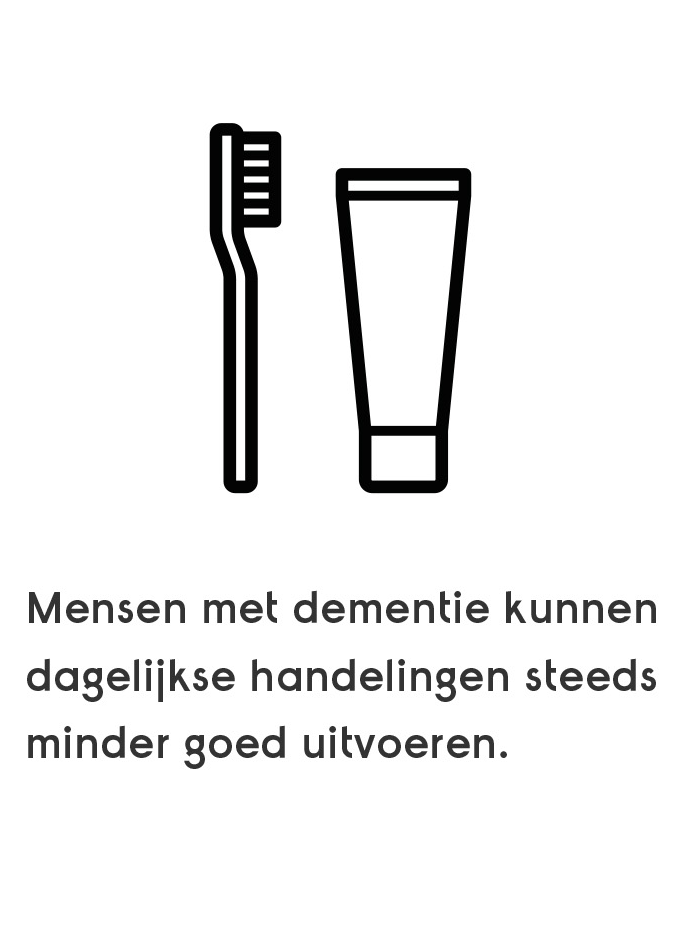 Mensen met dementie kunnen
dagelijkse handelingen steeds
minder goed uitvoeren.